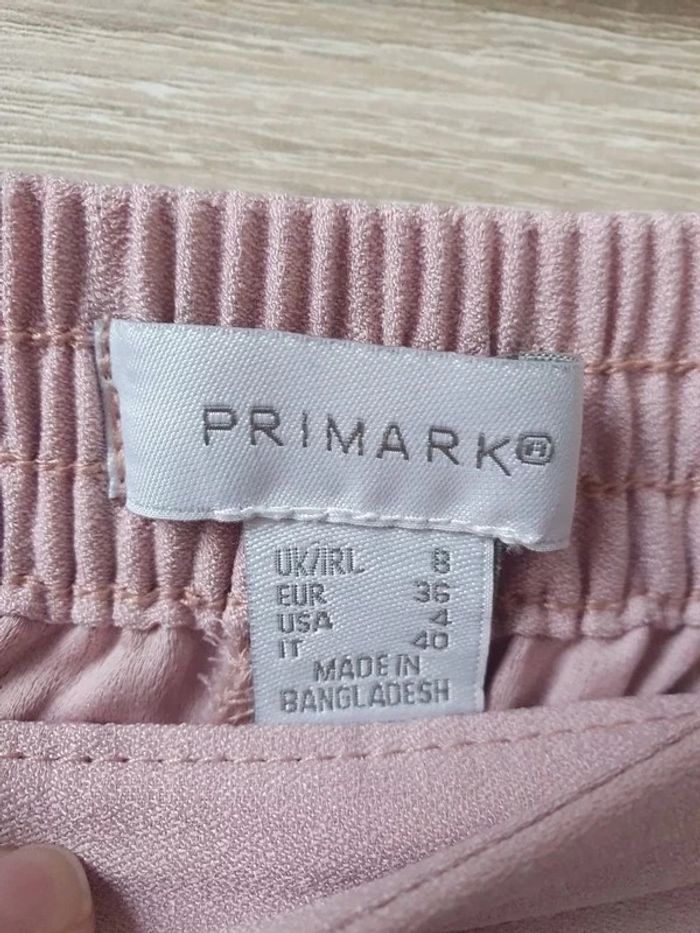 PRIMARK®
UK/IRL 8
EUR 36
USA 4
IT 40
MADE IN
BANGLADESH